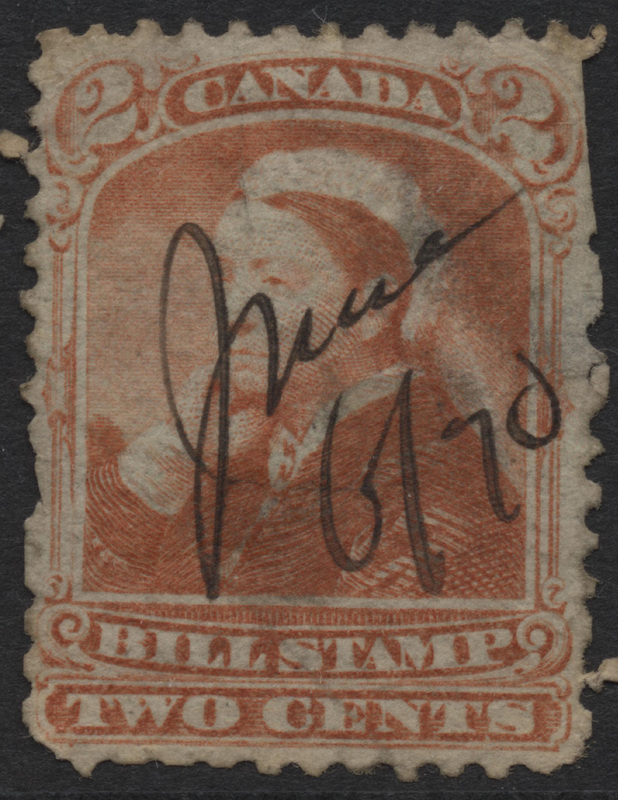 2 CANADA 2
June
6/70
BILL STAMP
TWO CENTS